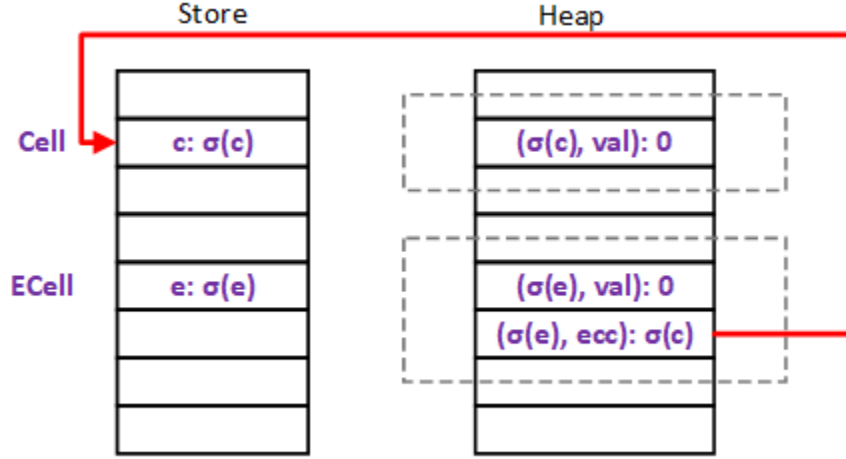 Store Heap
Cell c: σ(c) (σ(c), val): 0
ECell e: σ(e) (σ(e), val): 0
(σ(e), ecc): σ(c)